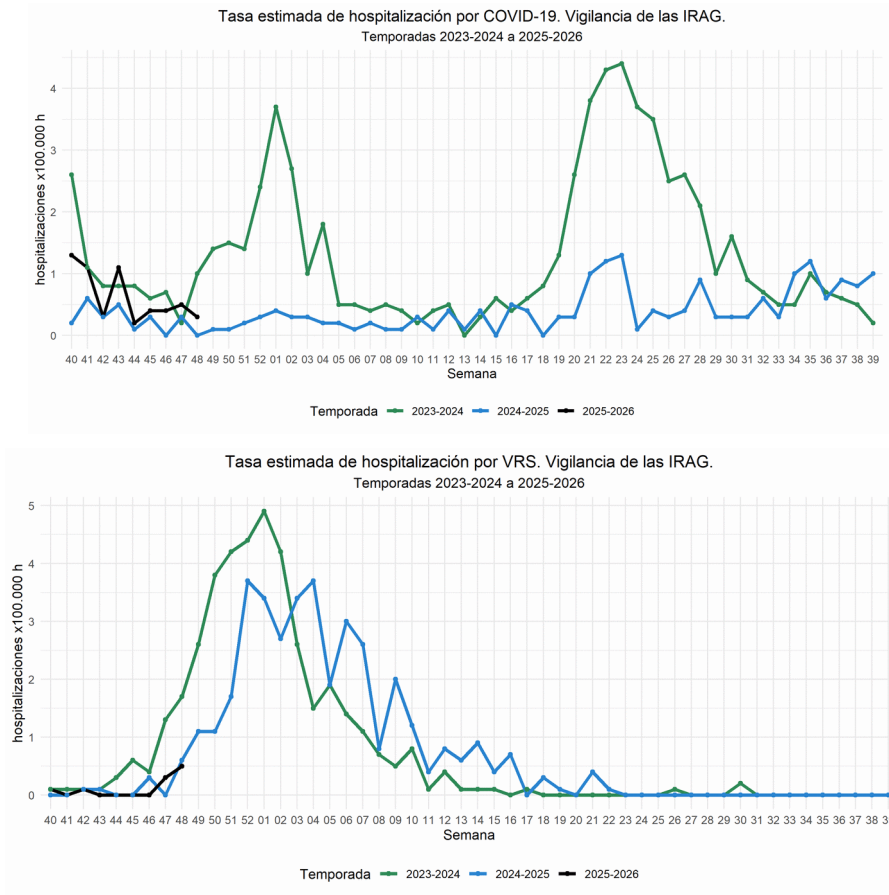 Tasa estimada de hospitalización por COVID-19. Vigilancia de las IRAG.
Temporadas 2023-2024 a 2025-2026
hospitalizaciones x100.000 h
4
3
2
1
0
40 41 42 43 44 45 46 47 48 49 50 51 52 01 02 03 04 05 06 07 08 09 10 11 12 13 14 15 16 17 18 19 20 21 22 23 24 25 26 27 28 29 30 31 32 33 34 35 36 37 38 39
Semana
Temporada 2023-2024 2024-2025 2025-2026
Tasa estimada de hospitalización por VRS. Vigilancia de las IRAG.
Temporadas 2023-2024 a 2025-2026
hospitalizaciones x100.000 h
5
4
3
2
1
0
40 41 42 43 44 45 46 47 48 49 50 51 52 01 02 03 04 05 06 07 08 09 10 11 12 13 14 15 16 17 18 19 20 21 22 23 24 25 26 27 28 29 30 31 32 33 34 35 36 37 38
Semana
Temporada 2023-2024 2024-2025 2025-2026